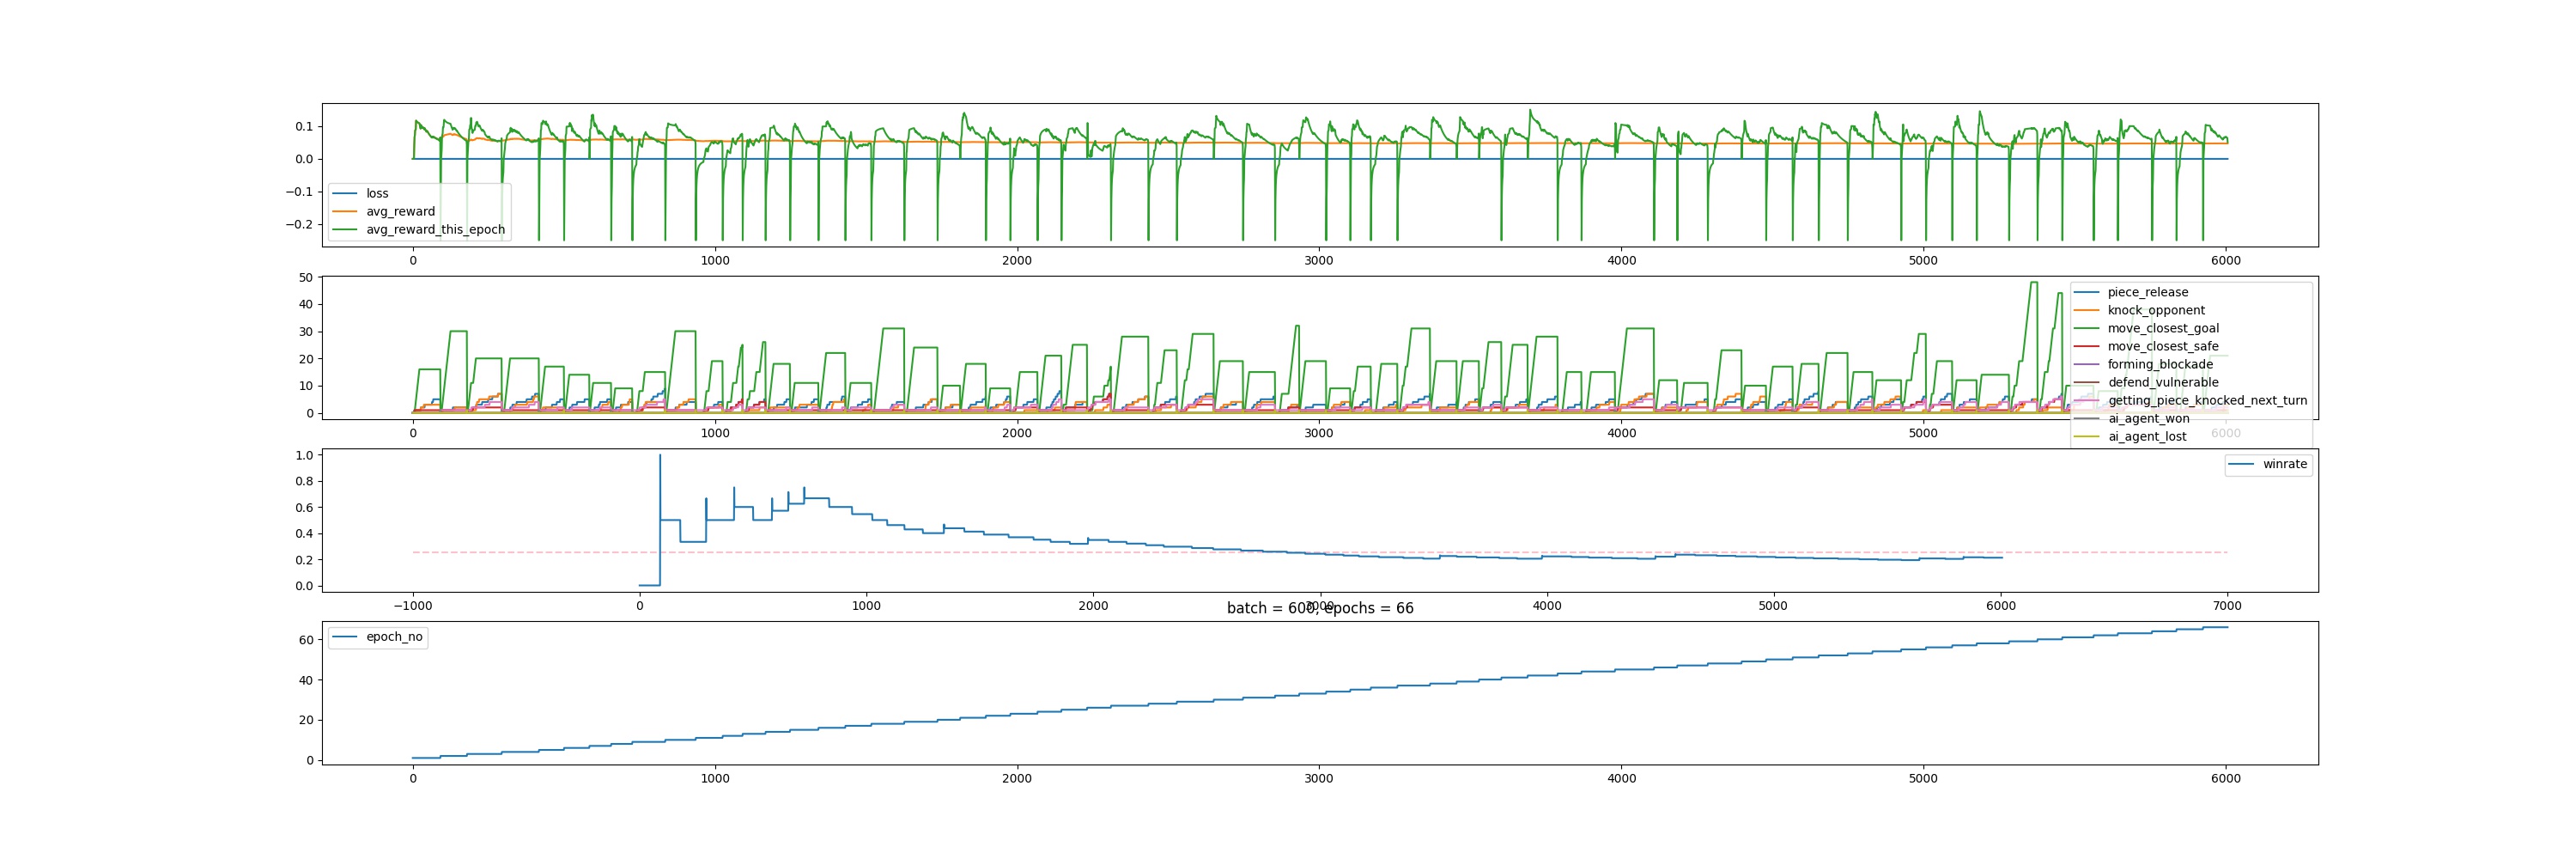 0.1
0.0
−0.1
−0.2
loss
avg_reward
avg_reward_this_epoch
0 1000 2000 3000 4000 5000 6000
50
40
30
20
10
0
piece_release
knock_opponent
move_closest_goal
move_closest_safe
forming_blockade
defend_vulnerable
getting_piece_knocked_next_turn
ai_agent_won
ai_agent_lost
0 1000 2000 3000 4000 5000 6000
1.0
0.8
0.6
0.4
0.2
0.0
winrate
−1000 0 1000 2000 3000 4000 5000 6000 7000
batch = 600, epochs = 66
60
40
20
0
epoch_no
0 1000 2000 3000 4000 5000 6000